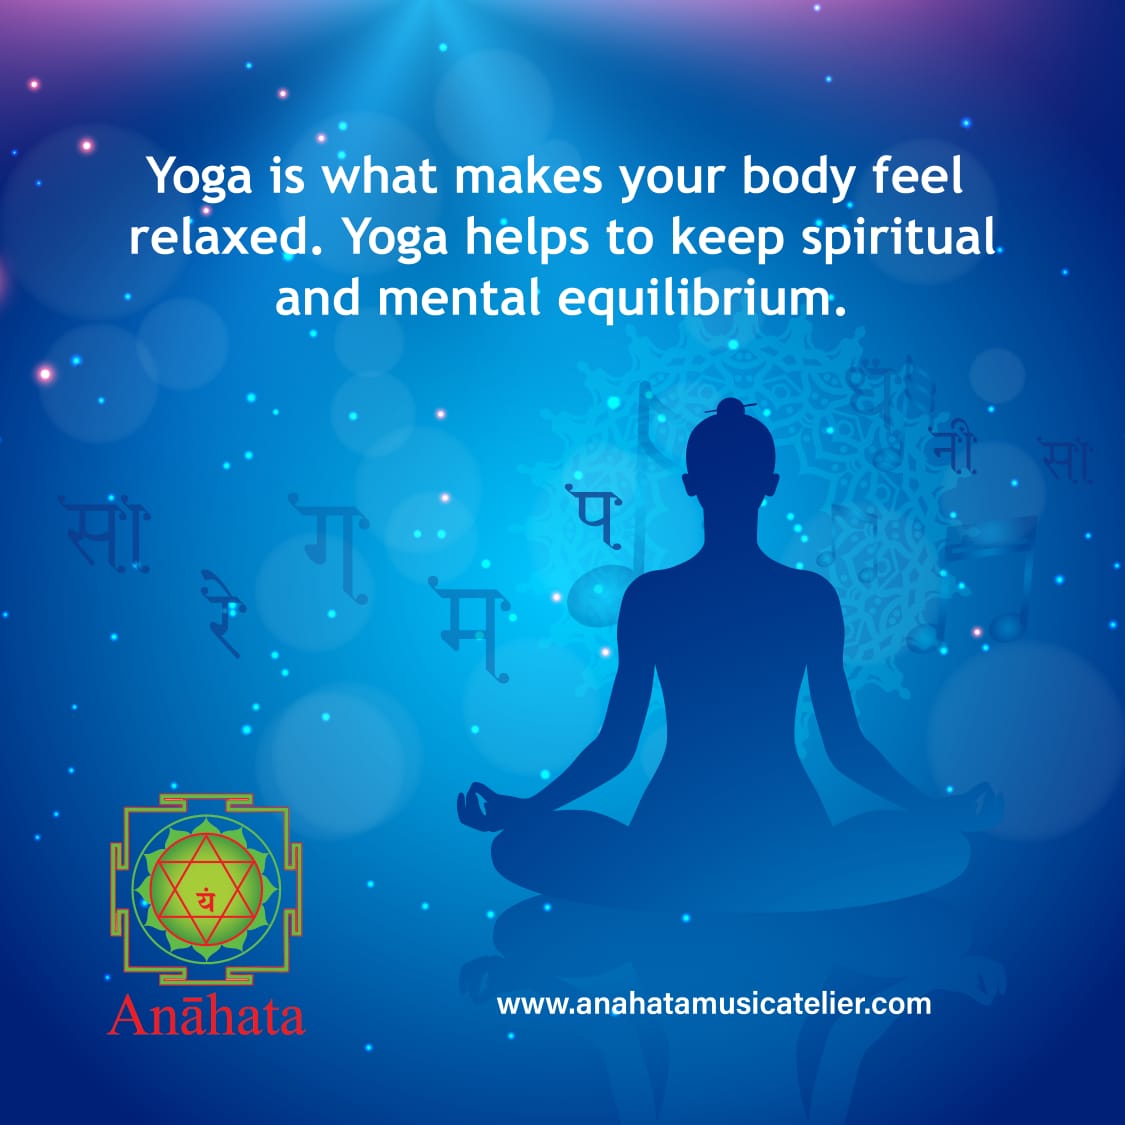 Yoga is what makes your body feel
relaxed. Yoga helps to keep spiritual
and mental equilibrium.
सा
रे
ग
म
प
ध
नी
सा
यं
Anāhata
www.anahatamusicatelier.com